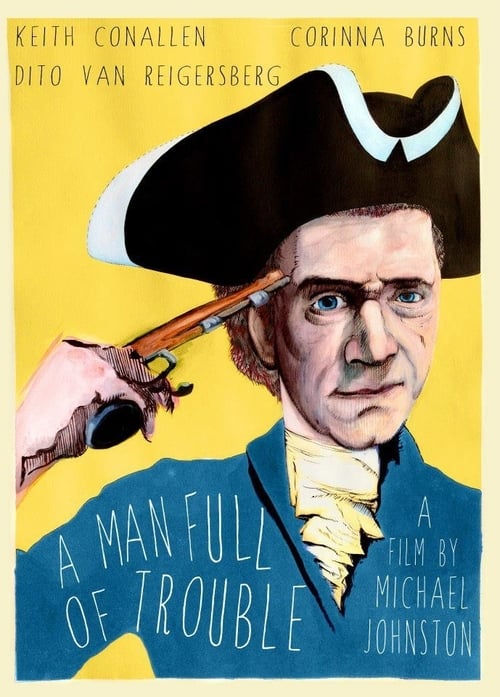 KEITH CONALLEN
CORINNA BURNS
DITO VAN REIGERSBERG
A MAN FULL
OF TROUBLE
A
FILM BY
MICHAEL
JOHNSTON